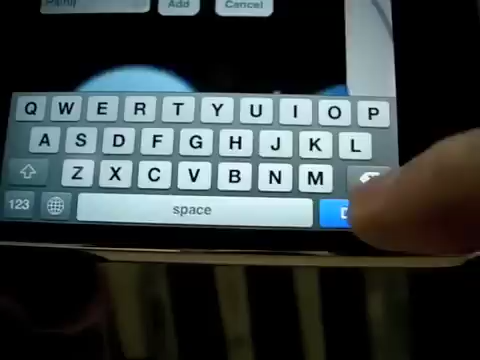 Add Cancel
Q W E R T Y U I O P
A S D F G H J K L
Z X C V B N M
123 space